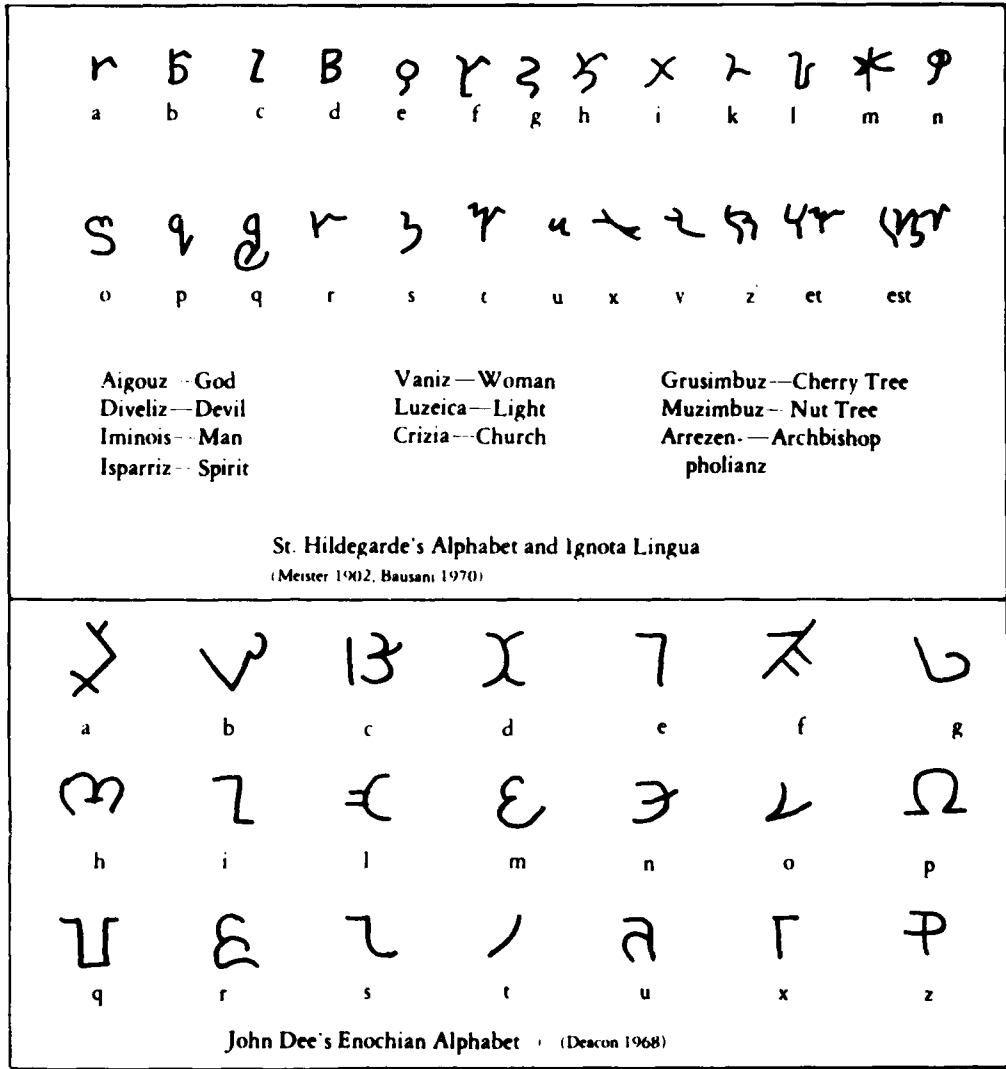 a b c d e f g h i k l m n
o p q r s t u x v z et est
Aigouz--God
Diveliz--Devil
Iminois--Man
Isparriz--Spirit
Vaniz—Woman
Luzeica—Light
Crizia—Church
Grusimbuz—Cherry Tree
Muzimbuz—Nut Tree
Arrezen-—Archbishop
pholianz
St. Hildegarde's Alphabet and Ignota Lingua
(Meister 1902, Bausani 1970)
a b c d e f g
h i l m n o p
q r s t u x z
John Dee's Enochian Alphabet (Deacon 1968)